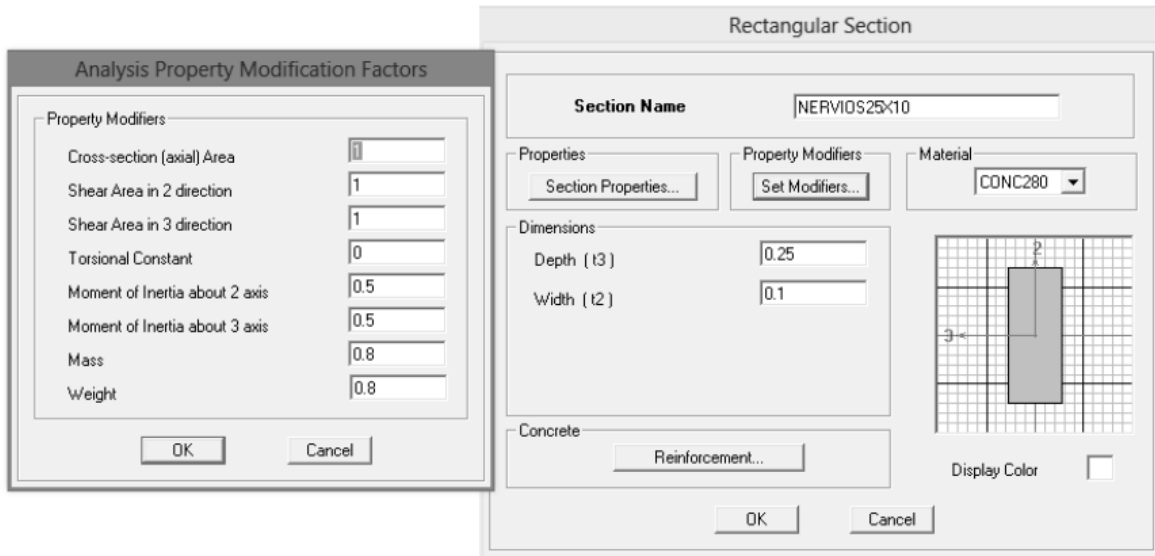 Analysis Property Modification Factors
Property Modifiers
Cross-section (axial) Area 1
Shear Area in 2 direction 1
Shear Area in 3 direction 1
Torsional Constant 0
Moment of Inertia about 2 axis 0.5
Moment of Inertia about 3 axis 0.5
Mass 0.8
Weight 0.8
OK Cancel
Rectangular Section
Section Name NERVIOS25X10
Properties Property Modifiers Material
Section Properties... Set Modifiers... CONC280
Dimensions
Depth ( t3 ) 0.25
Width ( t2 ) 0.1
2
3
Concrete
Reinforcement...
Display Color
OK Cancel